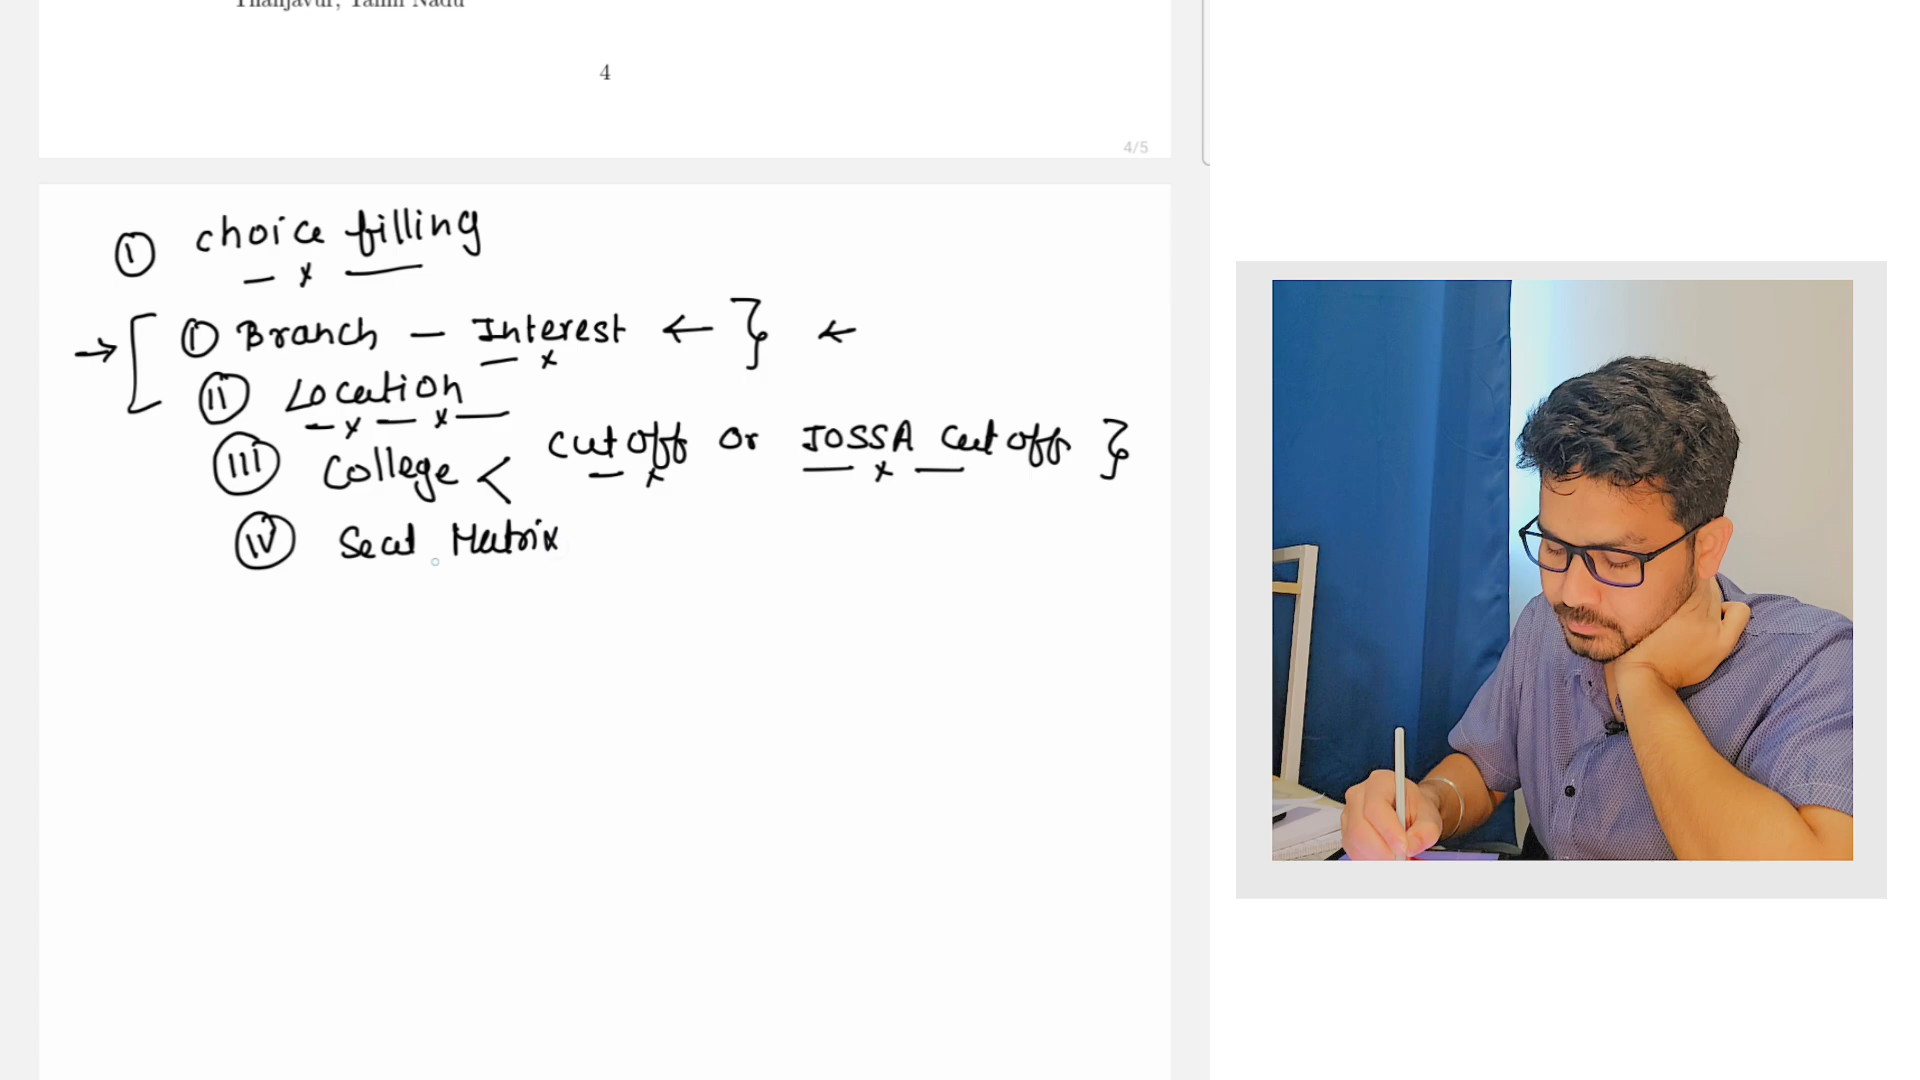 Thanjavur, Tamil Nadu
4
4/5
① choice filling
→ [ ① Branch — Interest ← } ←
ⓘⓘ Location
ⓘⓘⓘ College < cutoff or JOSSA cutoff }
ⓘⓥ Seat Matrix